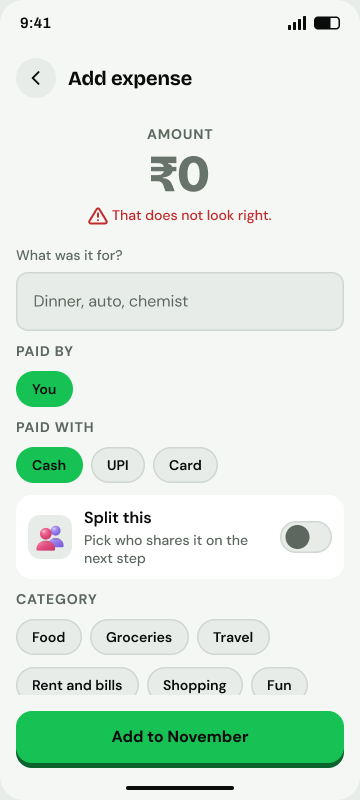 9:41
Add expense
AMOUNT
₹0
That does not look right.
What was it for?
Dinner, auto, chemist
PAID BY
You
PAID WITH
Cash UPI Card
Split this
Pick who shares it on the
next step
CATEGORY
Food Groceries Travel
Rent and bills Shopping Fun
Add to November